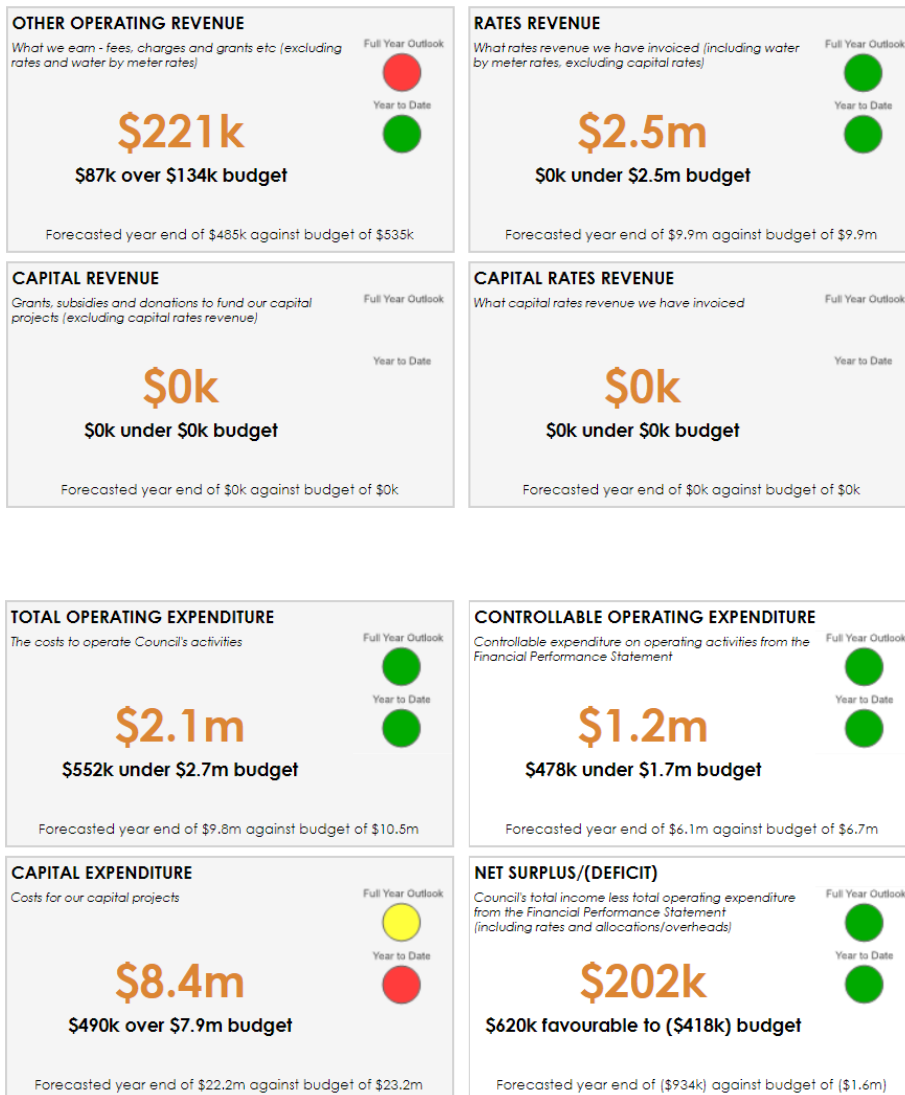 OTHER OPERATING REVENUE
What we earn - fees, charges and grants etc (excluding
rates and water by meter rates)
Full Year Outlook
Year to Date
$221k
$87k over $134k budget
Forecasted year end of $485k against budget of $535k
RATES REVENUE
What rates revenue we have invoiced (including water
by meter rates, excluding capital rates)
Full Year Outlook
Year to Date
$2.5m
$0k under $2.5m budget
Forecasted year end of $9.9m against budget of $9.9m
CAPITAL REVENUE
Grants, subsidies and donations to fund our capital
projects (excluding capital rates revenue)
Full Year Outlook
Year to Date
$0k
$0k under $0k budget
Forecasted year end of $0k against budget of $0k
CAPITAL RATES REVENUE
What capital rates revenue we have invoiced
Full Year Outlook
Year to Date
$0k
$0k under $0k budget
Forecasted year end of $0k against budget of $0k
TOTAL OPERATING EXPENDITURE
The costs to operate Council's activities
Full Year Outlook
Year to Date
$2.1m
$552k under $2.7m budget
Forecasted year end of $9.8m against budget of $10.5m
CONTROLLABLE OPERATING EXPENDITURE
Controllable expenditure on operating activities from the
Financial Performance Statement
Full Year Outlook
Year to Date
$1.2m
$478k under $1.7m budget
Forecasted year end of $6.1m against budget of $6.7m
CAPITAL EXPENDITURE
Costs for our capital projects
Full Year Outlook
Year to Date
$8.4m
$490k over $7.9m budget
Forecasted year end of $22.2m against budget of $23.2m
NET SURPLUS/(DEFICIT)
Council's total income less total operating expenditure
from the Financial Performance Statement
(including rates and allocations/overheads)
Full Year Outlook
Year to Date
$202k
$620k favourable to ($418k) budget
Forecasted year end of ($934k) against budget of ($1.6m)